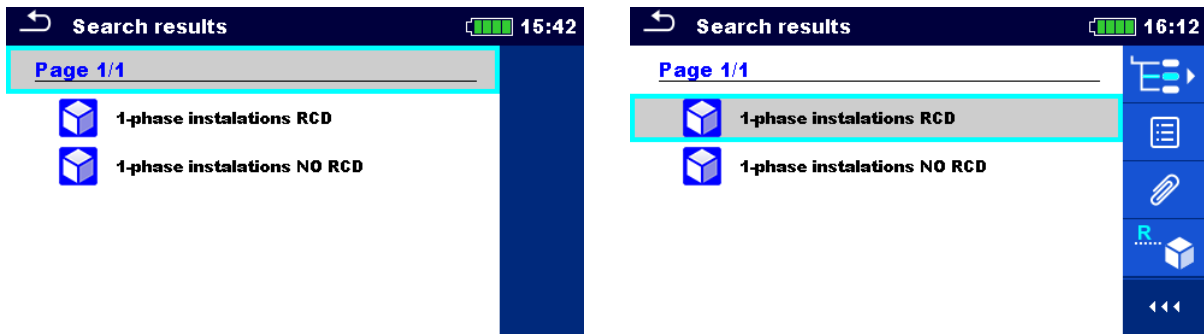 Search results 15:42
Page 1/1
1-phase instalations RCD
1-phase instalations NO RCD
Search results 16:12
Page 1/1
1-phase instalations RCD
1-phase instalations NO RCD
R